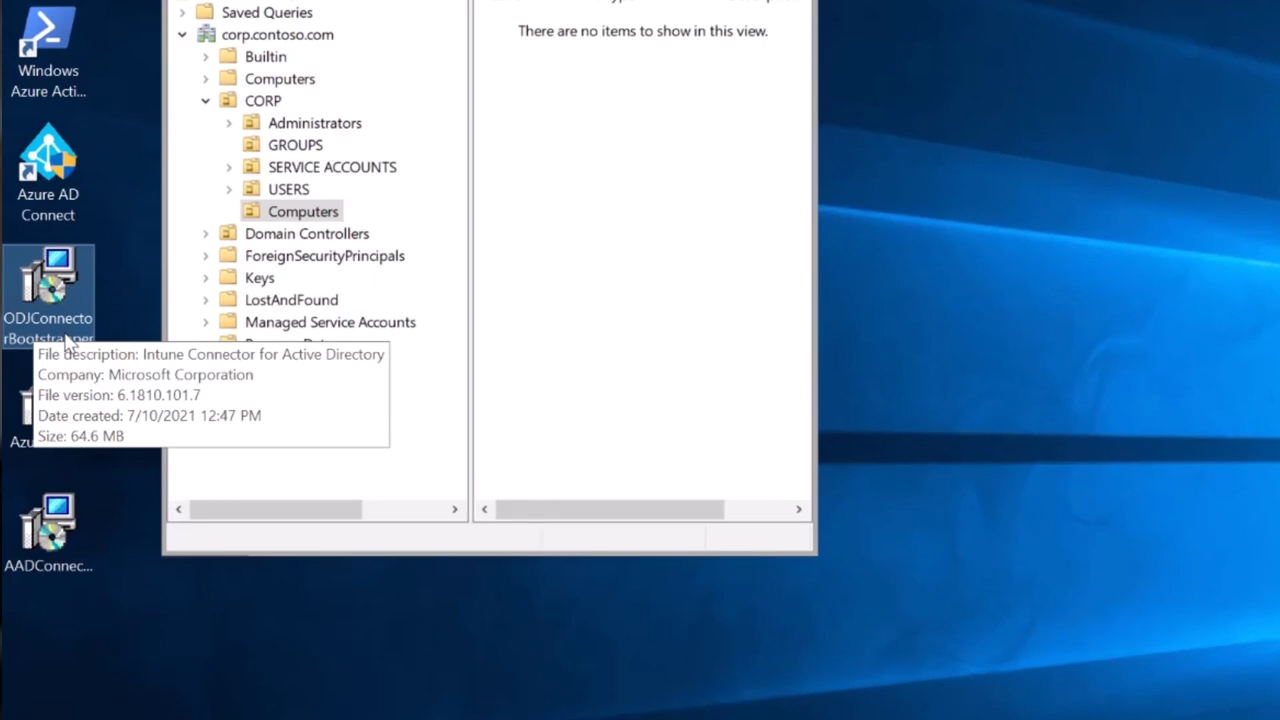 Windows
Azure Acti...
Azure AD
Connect
ODJConnecto
rBootstrapper
AADConnec...
Saved Queries
corp.contoso.com
Builtin
Computers
CORP
Administrators
GROUPS
SERVICE ACCOUNTS
USERS
Computers
Domain Controllers
ForeignSecurityPrincipals
Keys
LostAndFound
Managed Service Accounts
File description: Intune Connector for Active Directory
Company: Microsoft Corporation
File version: 6.1810.101.7
Date created: 7/10/2021 12:47 PM
Size: 64.6 MB
There are no items to show in this view.